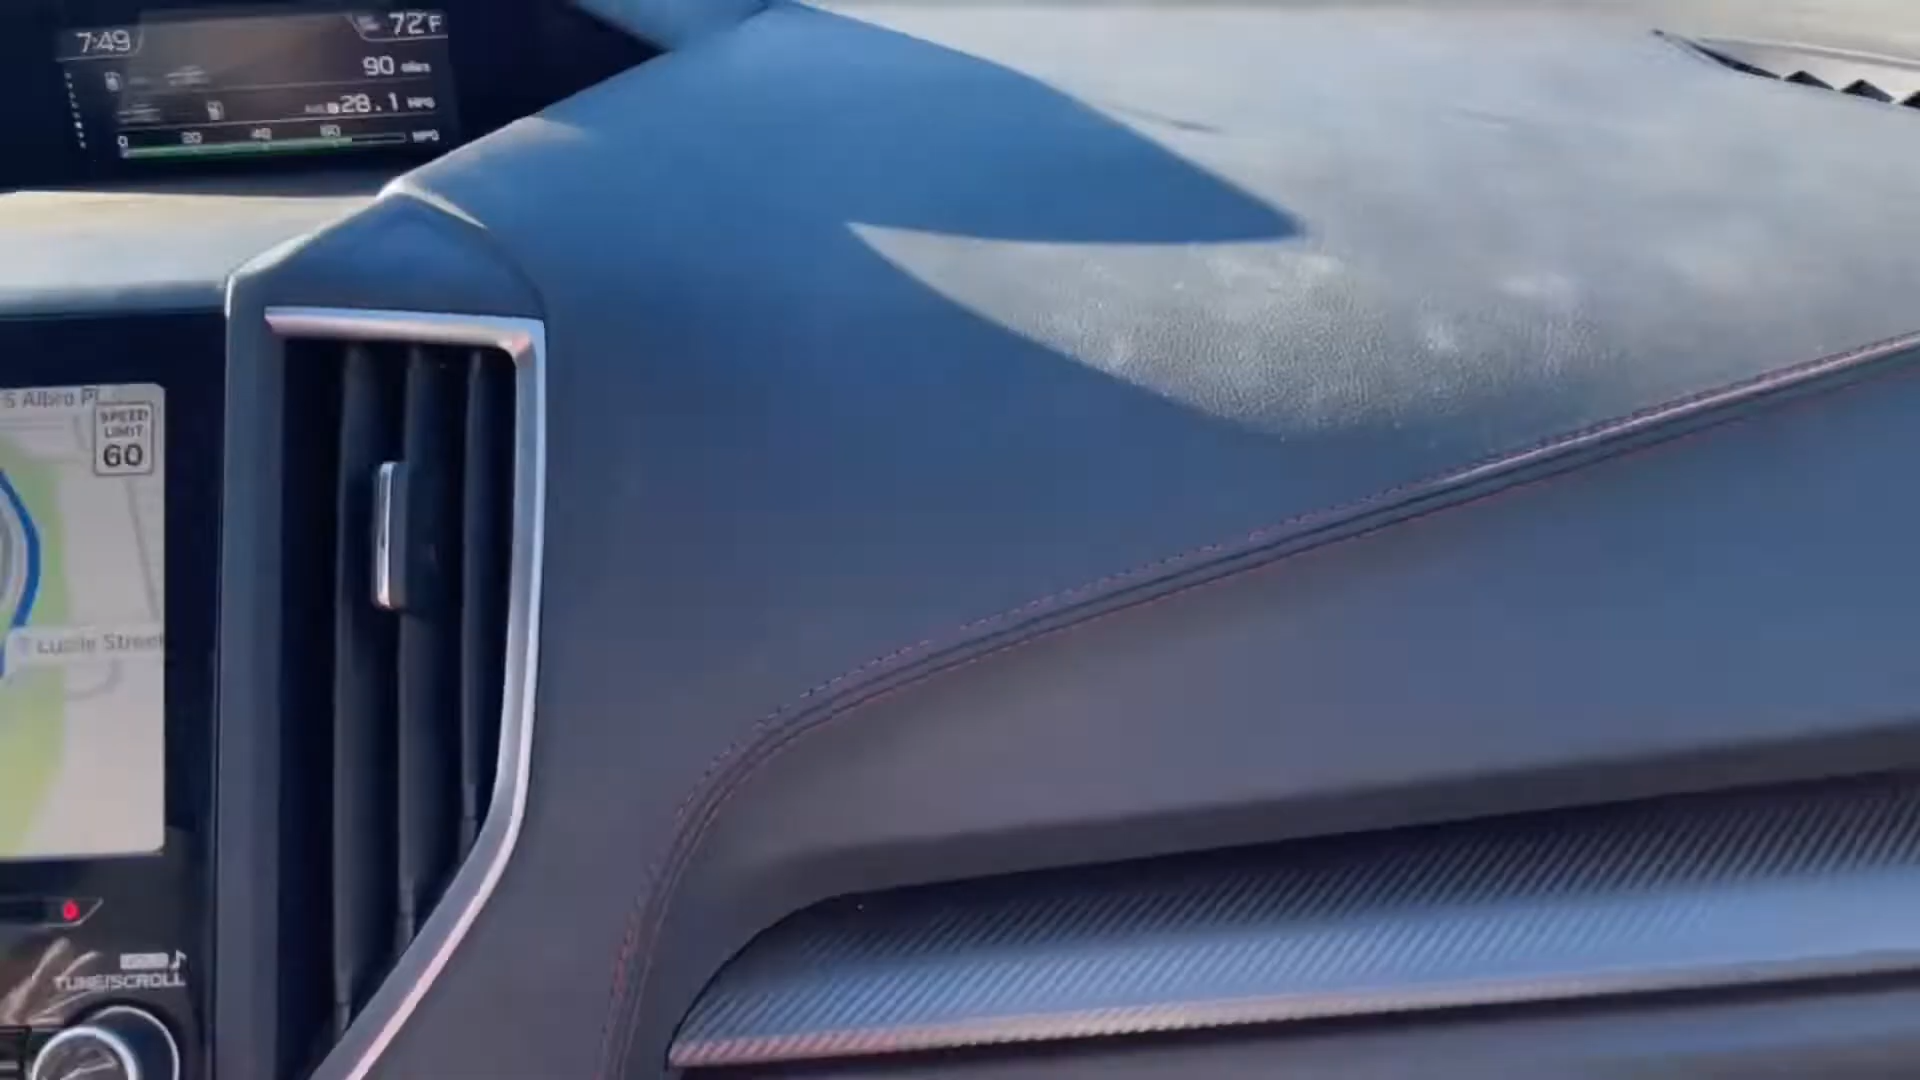 7:49
72°F
90 miles
AVG 28.1 MPG
0 20 40 60 MPG
S Albro Pl
SPEED
LIMIT
60
S Lucile Street
TUNE/SCROLL